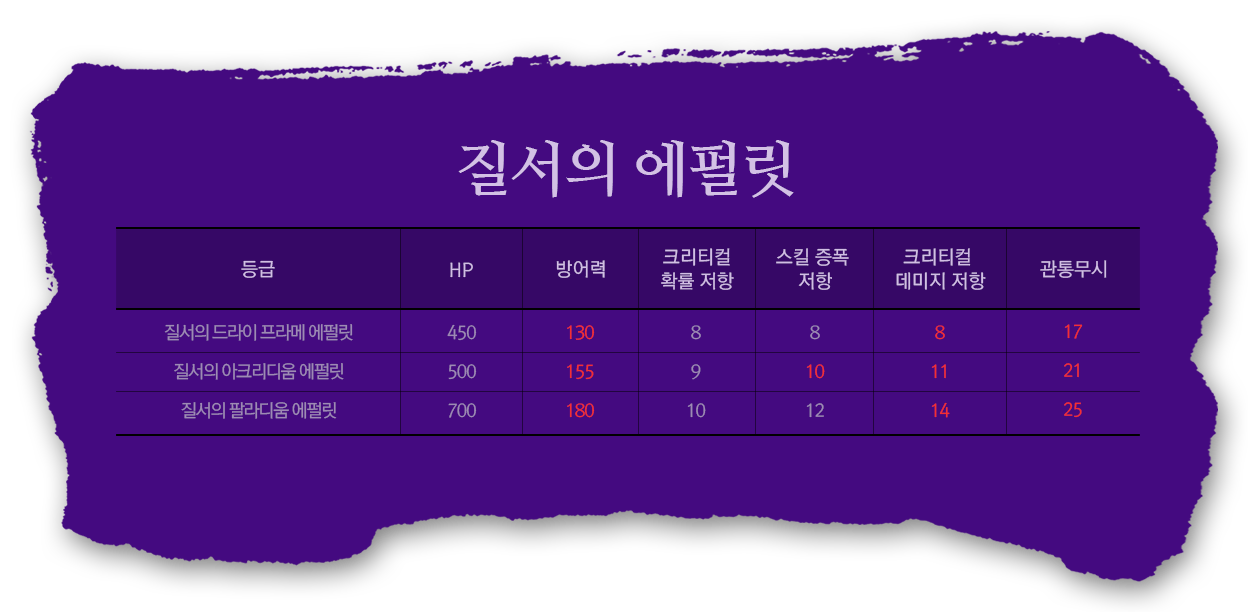 질서의 에펄릿
등급 HP 방어력 크리티컬 확률 저항 스킬 증폭 저항 크리티컬 데미지 저항 관통무시
질서의 드라이 프라메 에펄릿 450 130 8 8 8 17
질서의 아크리디움 에펄릿 500 155 9 10 11 21
질서의 팔라디움 에펄릿 700 180 10 12 14 25